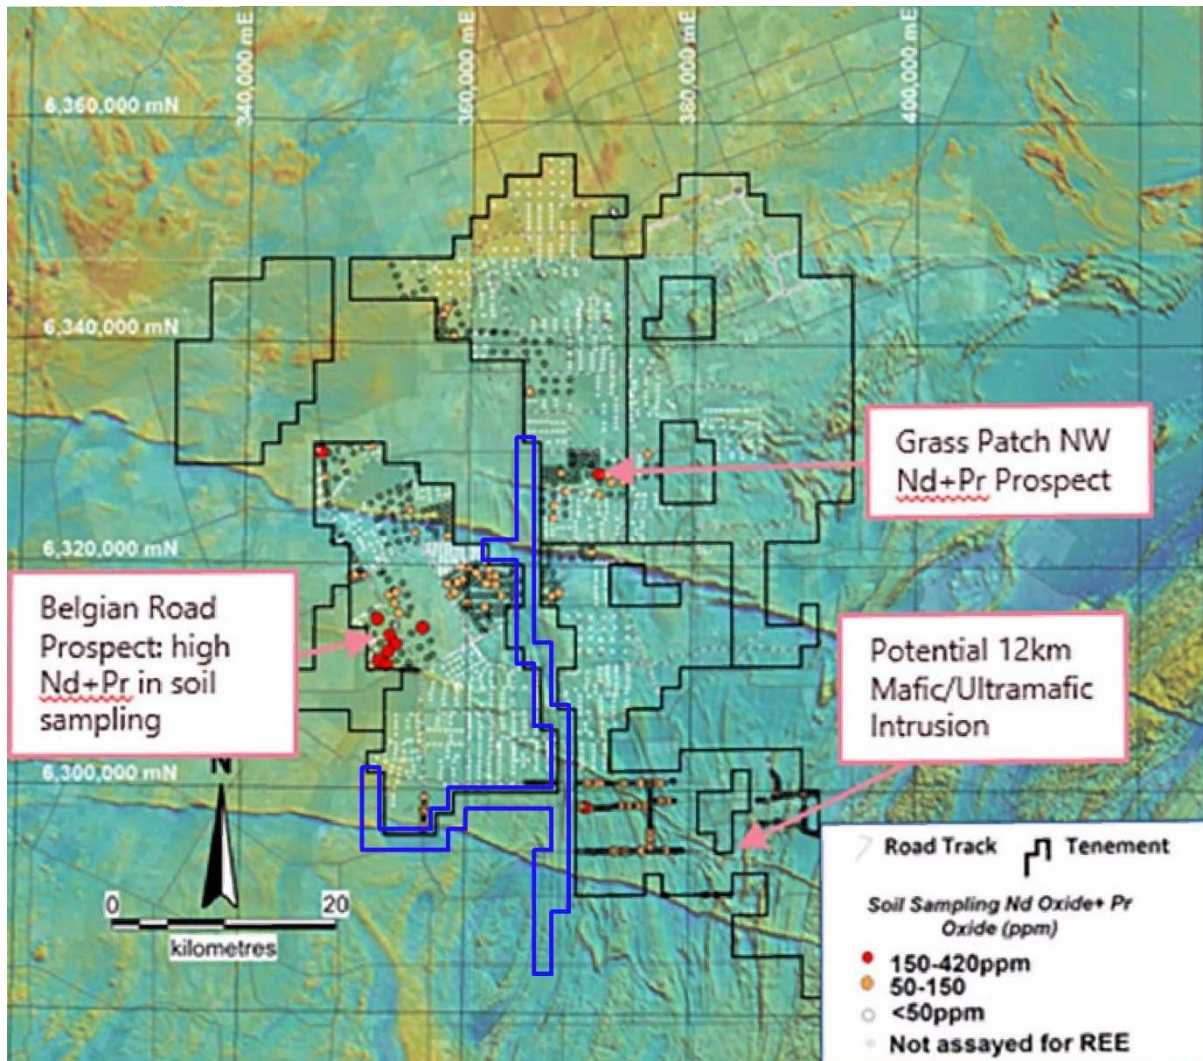 340,000 mE
360,000 mE
380,000 mE
400,000 mE
6,360,000 mN
6,340,000 mN
6,320,000 mN
6,300,000 mN
Grass Patch NW
Nd+Pr Prospect
Belgian Road
Prospect: high
Nd+Pr in soil
sampling
Potential 12km
Mafic/Ultramafic
Intrusion
N
0 20
kilometres
Road Track Tenement
Soil Sampling Nd Oxide+ Pr
Oxide (ppm)
150-420ppm
50-150
<50ppm
Not assayed for REE